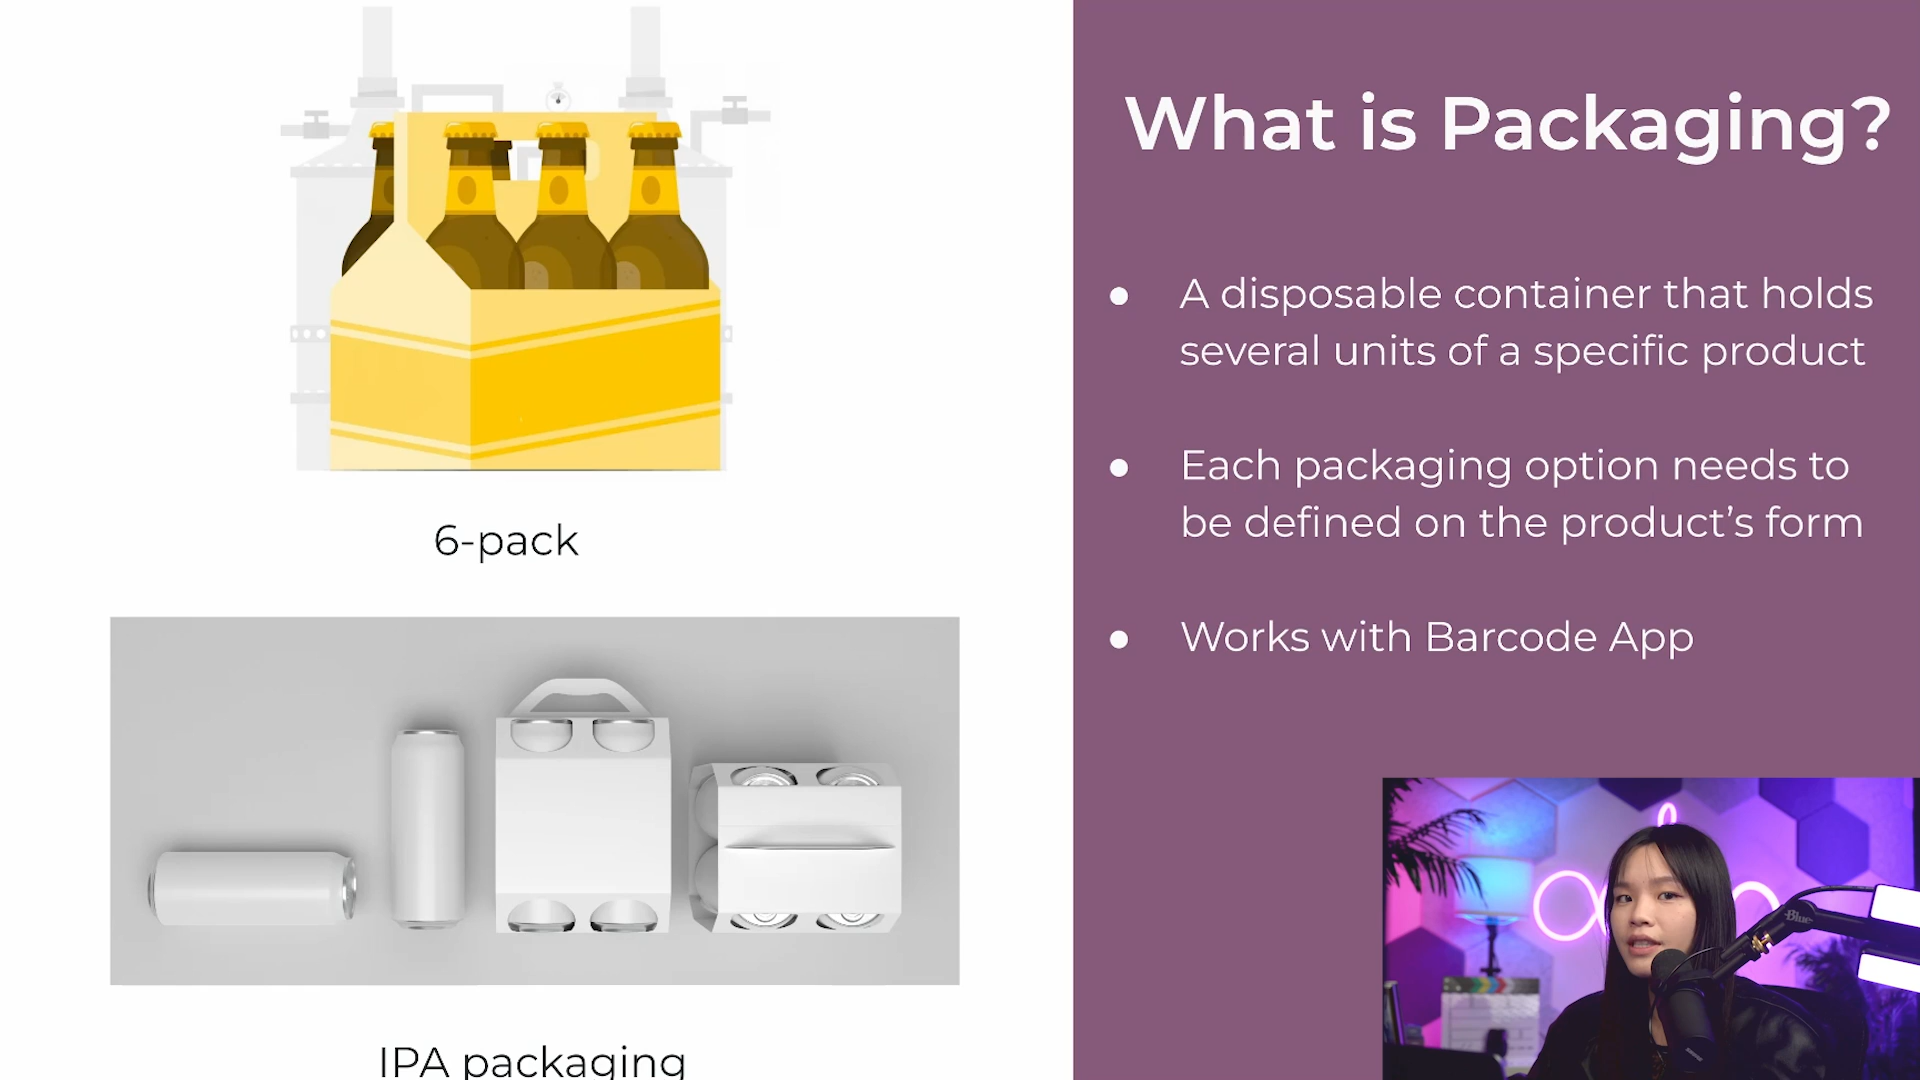 What is Packaging?
A disposable container that holds
several units of a specific product
Each packaging option needs to
be defined on the product’s form
Works with Barcode App
6-pack
IPA packaging
Blue